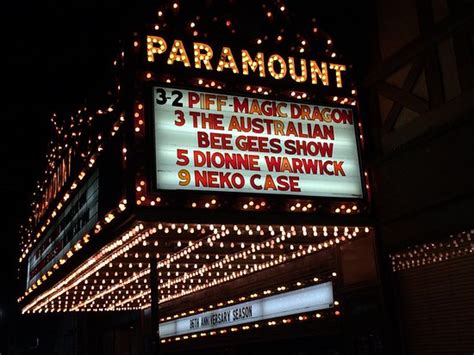 PARAMOUNT
3-2 PIFF-MAGIC DRAGON
3 THE AUSTRALIAN
BEE GEES SHOW
5 DIONNE WARWICK
9 NEKO CASE
36TH ANNIVERSARY SEASON